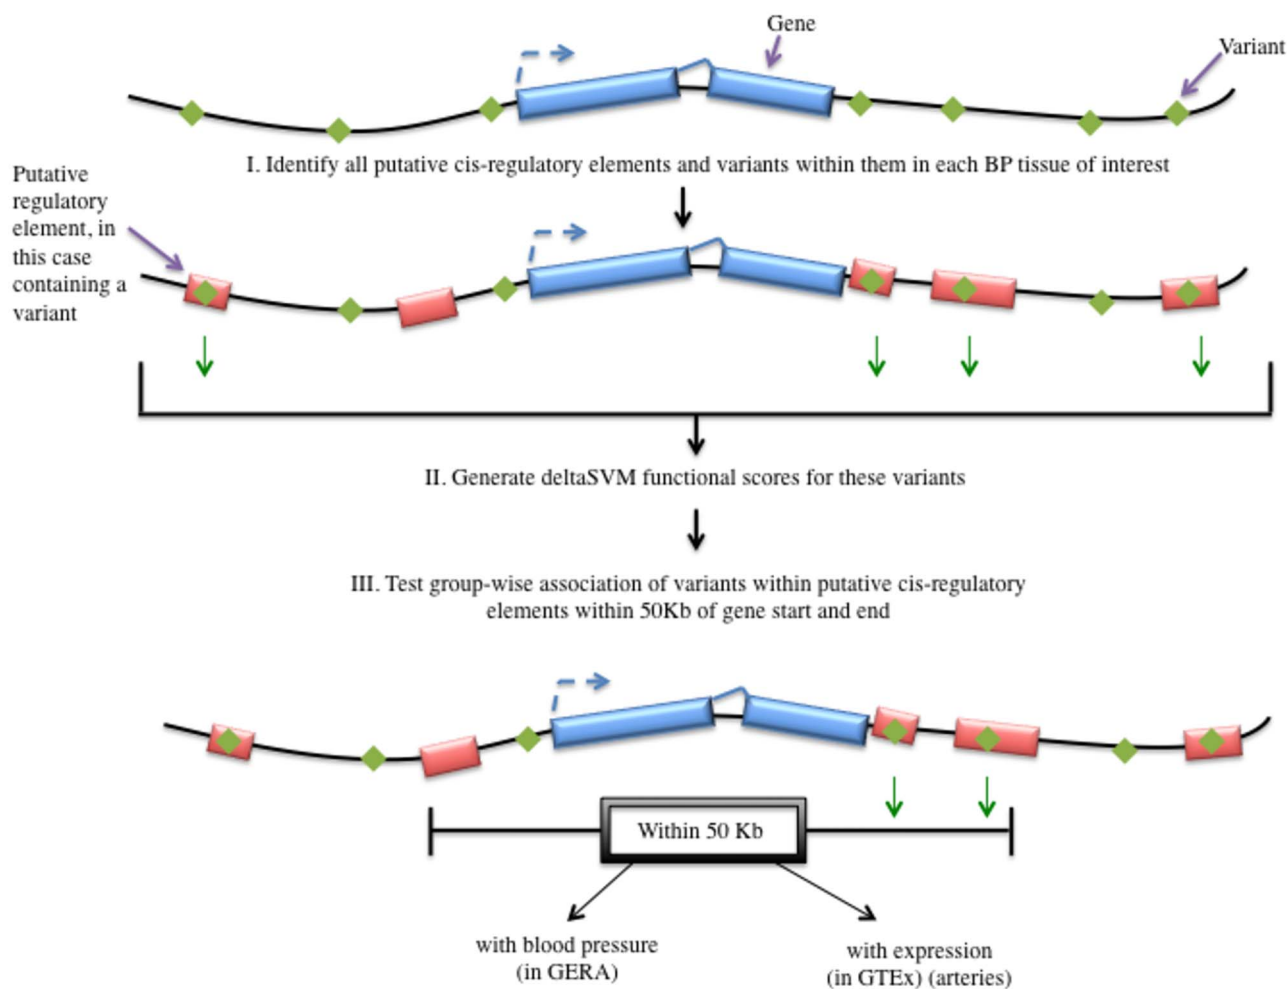 Gene
Variant
I. Identify all putative cis-regulatory elements and variants within them in each BP tissue of interest
Putative
regulatory
element, in
this case
containing a
variant
II. Generate deltaSVM functional scores for these variants
III. Test group-wise association of variants within putative cis-regulatory
elements within 50Kb of gene start and end
Within 50 Kb
with blood pressure
(in GERA)
with expression
(in GTEx) (arteries)